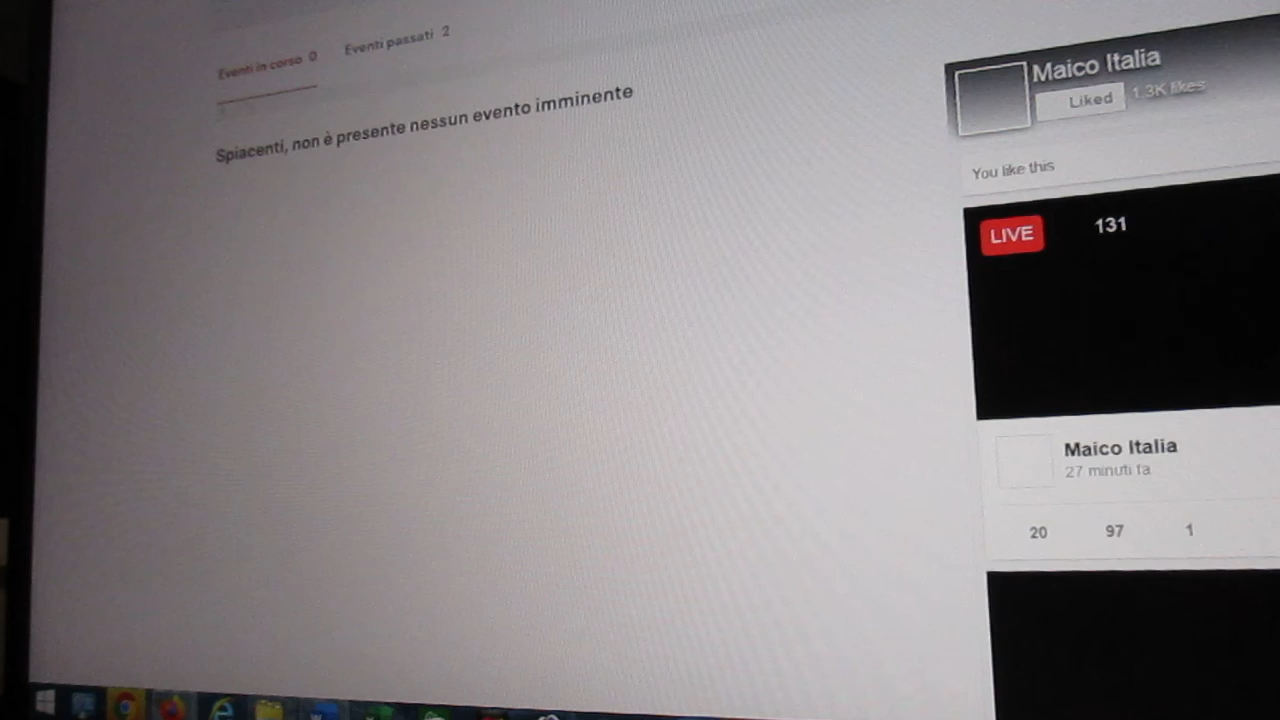 Eventi in corso 0 Eventi passati 2
Spiacenti, non è presente nessun evento imminente
Maico Italia
Liked 1.3K likes
You like this
LIVE 131
Maico Italia
27 minuti fa
20 97 1